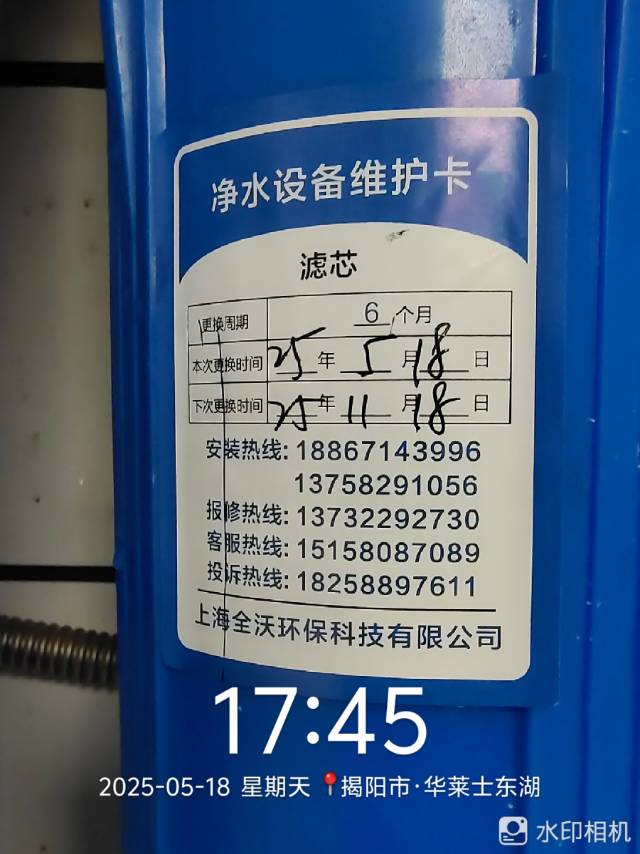 净水设备维护卡
滤芯
更换周期 6 个月
本次更换时间 25 年 5 月 18 日
下次更换时间 25 年 11 月 18 日
安装热线: 18867143996
13758291056
报修热线: 13732292730
客服热线: 15158087089
投诉热线: 18258897611
上海全沃环保科技有限公司
17:45
2025-05-18 星期天 揭阳市·华莱士东湖
水印相机